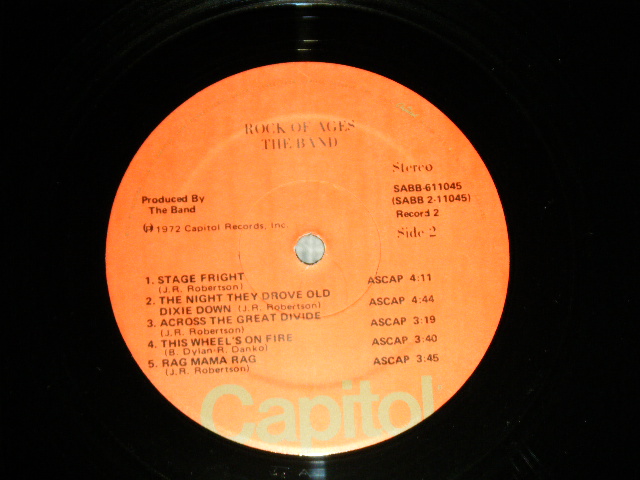 ROCK OF AGES
THE BAND
Stereo
SABB-611045
(SABB 2-11045)
Record 2
Side 2
Produced By
The Band
℗1972 Capitol Records, Inc.
1. STAGE FRIGHT ASCAP 4:11
(J.R. Robertson)
2. THE NIGHT THEY DROVE OLD
DIXIE DOWN (J.R. Robertson) ASCAP 4:44
3. ACROSS THE GREAT DIVIDE ASCAP 3:19
(J.R. Robertson)
4. THIS WHEEL'S ON FIRE ASCAP 3:40
(B. Dylan-R. Danko)
5. RAG MAMA RAG ASCAP 3:45
(J.R. Robertson)
Capitol